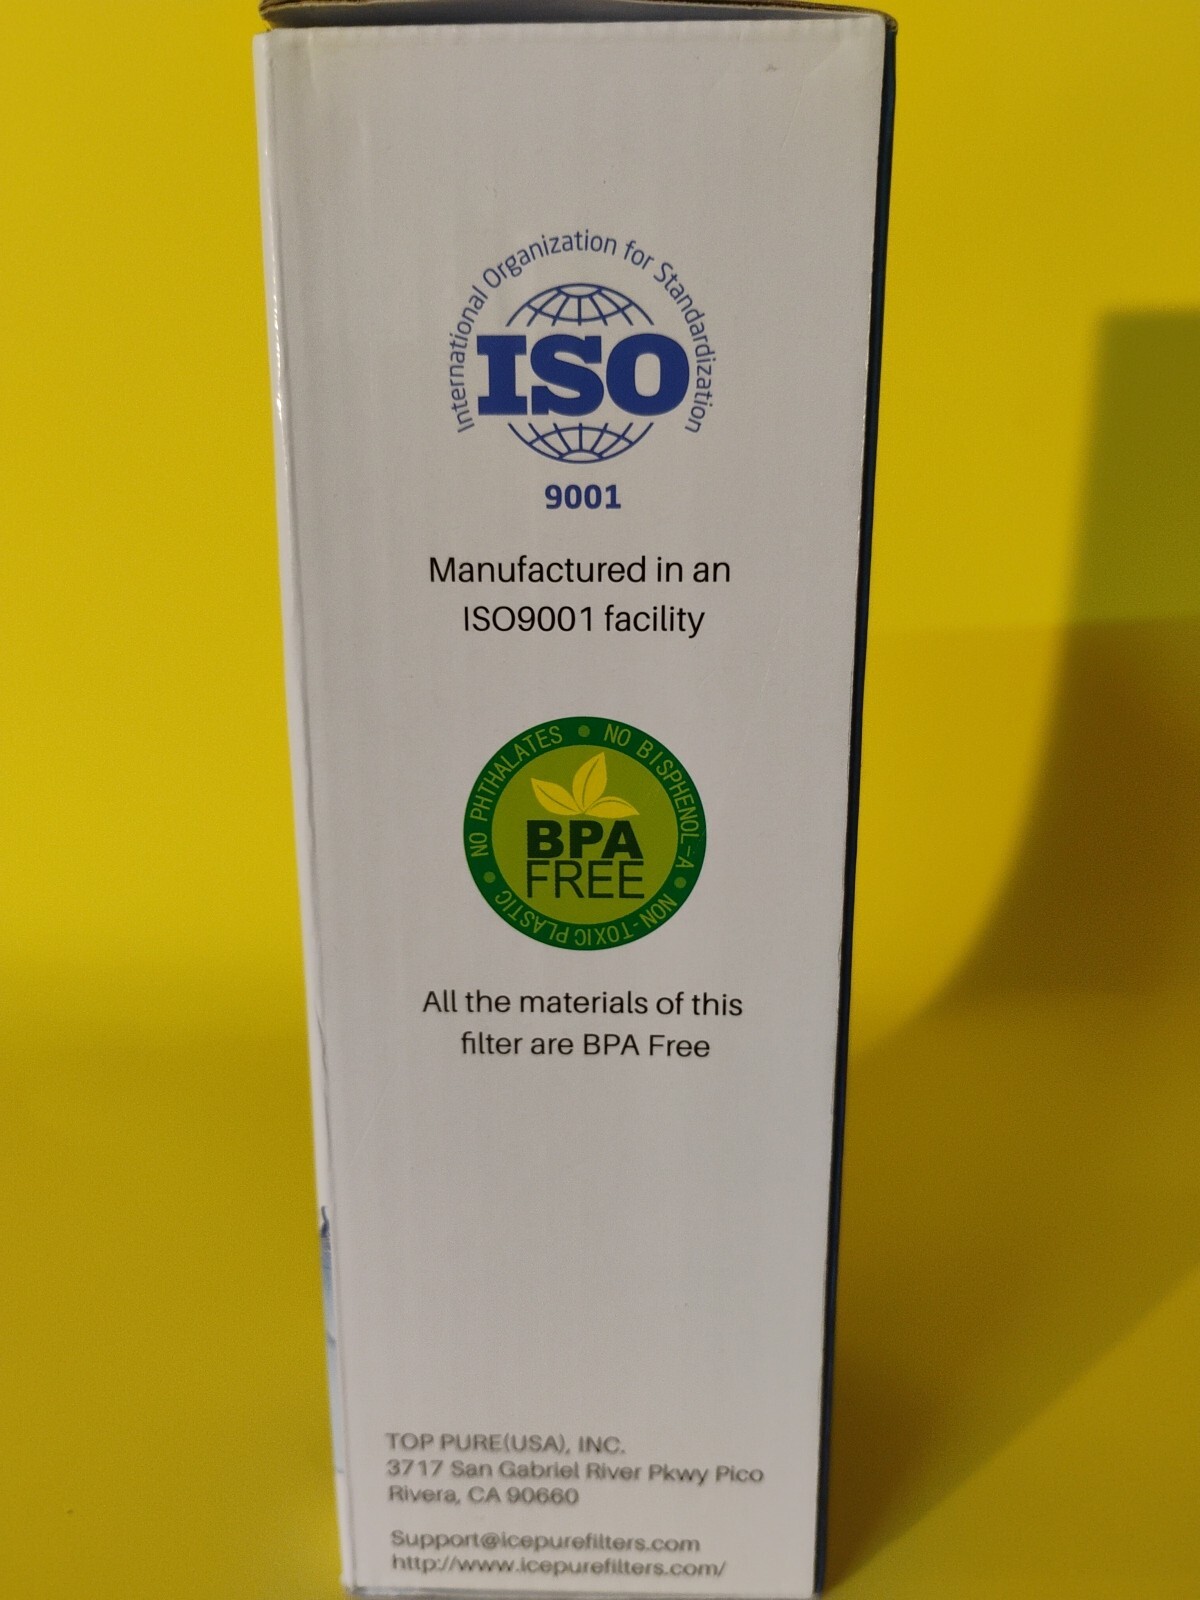 International Organization for Standardization
ISO
9001
Manufactured in an
ISO9001 facility
NO PHTHALATES • NO BISPHENOL-A • NON-TOXIC PLASTIC •
BPA
FREE
All the materials of this
filter are BPA Free
TOP PURE(USA), INC.
3717 San Gabriel River Pkwy Pico
Rivera, CA 90660
Support@icepurefilters.com
http://www.icepurefilters.com/